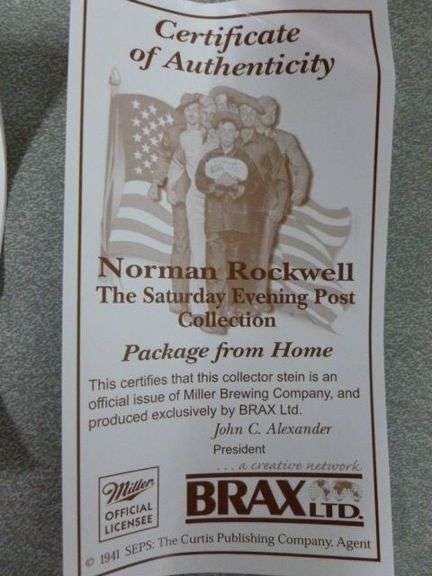 Certificate
of Authenticity
Norman Rockwell
The Saturday Evening Post
Collection
Package from Home
This certifies that this collector stein is an
official issue of Miller Brewing Company, and
produced exclusively by BRAX Ltd.
John C. Alexander
President
... a creative network
Miller
OFFICIAL
LICENSEE
BRAX LTD.
© 1941 SEPS: The Curtis Publishing Company, Agent